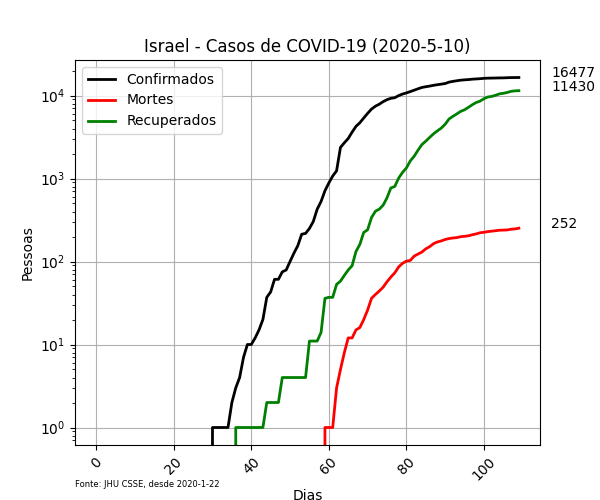 Israel - Casos de COVID-19 (2020-5-10)
Confirmados
Mortes
Recuperados
16477
11430
252
10⁴
10³
10²
10¹
10⁰
Pessoas
0 20 40 60 80 100
Dias
Fonte: JHU CSSE, desde 2020-1-22